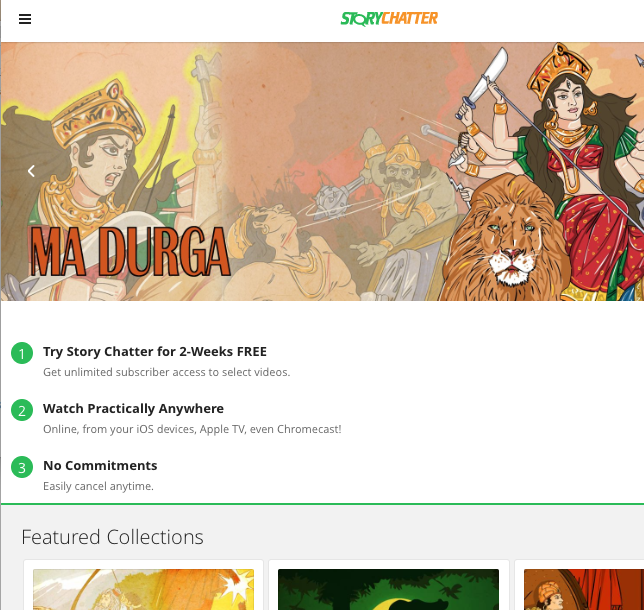 STORYCHATTER
MA DURGA
1 Try Story Chatter for 2-Weeks FREE
Get unlimited subscriber access to select videos.
2 Watch Practically Anywhere
Online, from your iOS devices, Apple TV, even Chromecast!
3 No Commitments
Easily cancel anytime.
Featured Collections